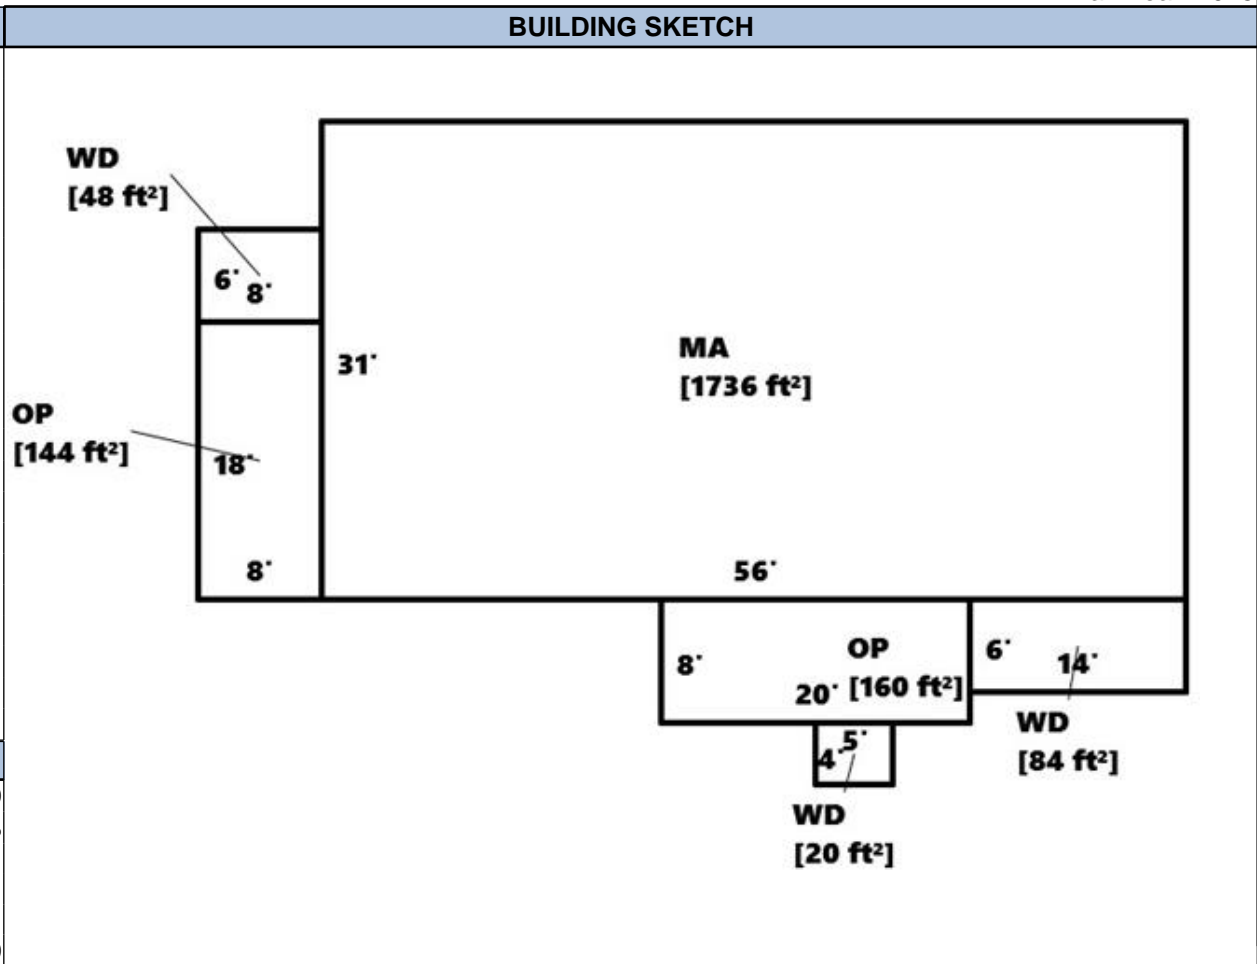 BUILDING SKETCH
WD
[48 ft²]
6'
8'
31'
MA
[1736 ft²]
OP
[144 ft²]
18'
8'
56'
8'
OP
20' [160 ft²]
6'
14'
5'
4'
WD
[84 ft²]
WD
[20 ft²]